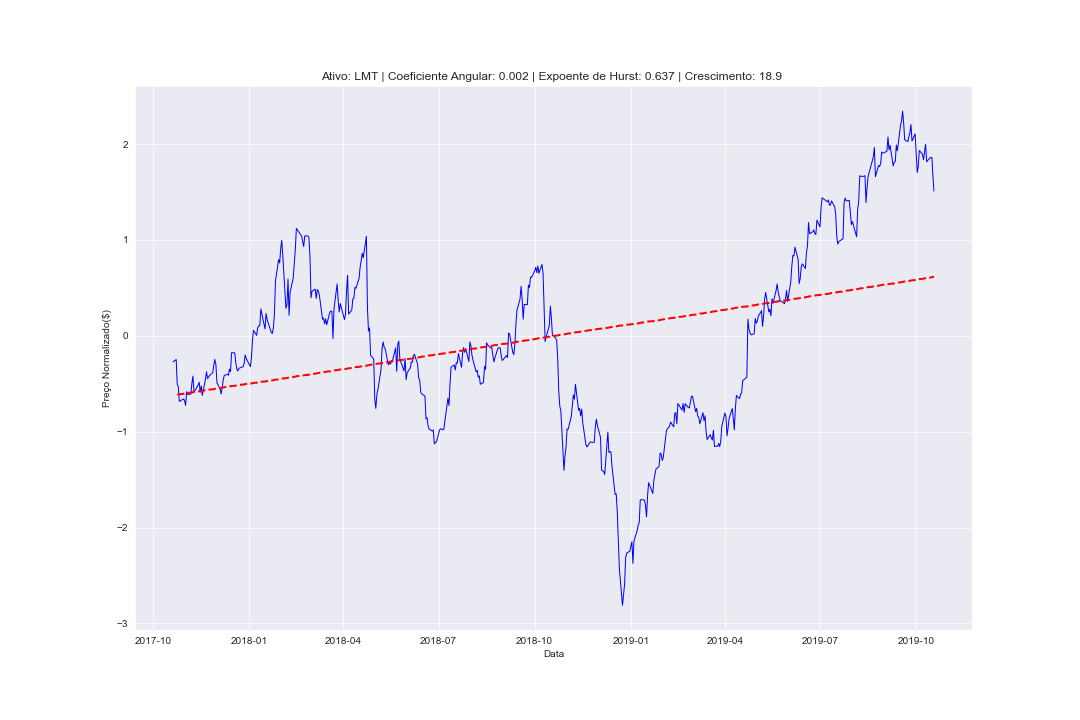 Ativo: LMT | Coeficiente Angular: 0.002 | Expoente de Hurst: 0.637 | Crescimento: 18.9
Preço Normalizado($)
2
1
0
−1
−2
−3
2017-10 2018-01 2018-04 2018-07 2018-10 2019-01 2019-04 2019-07 2019-10
Data